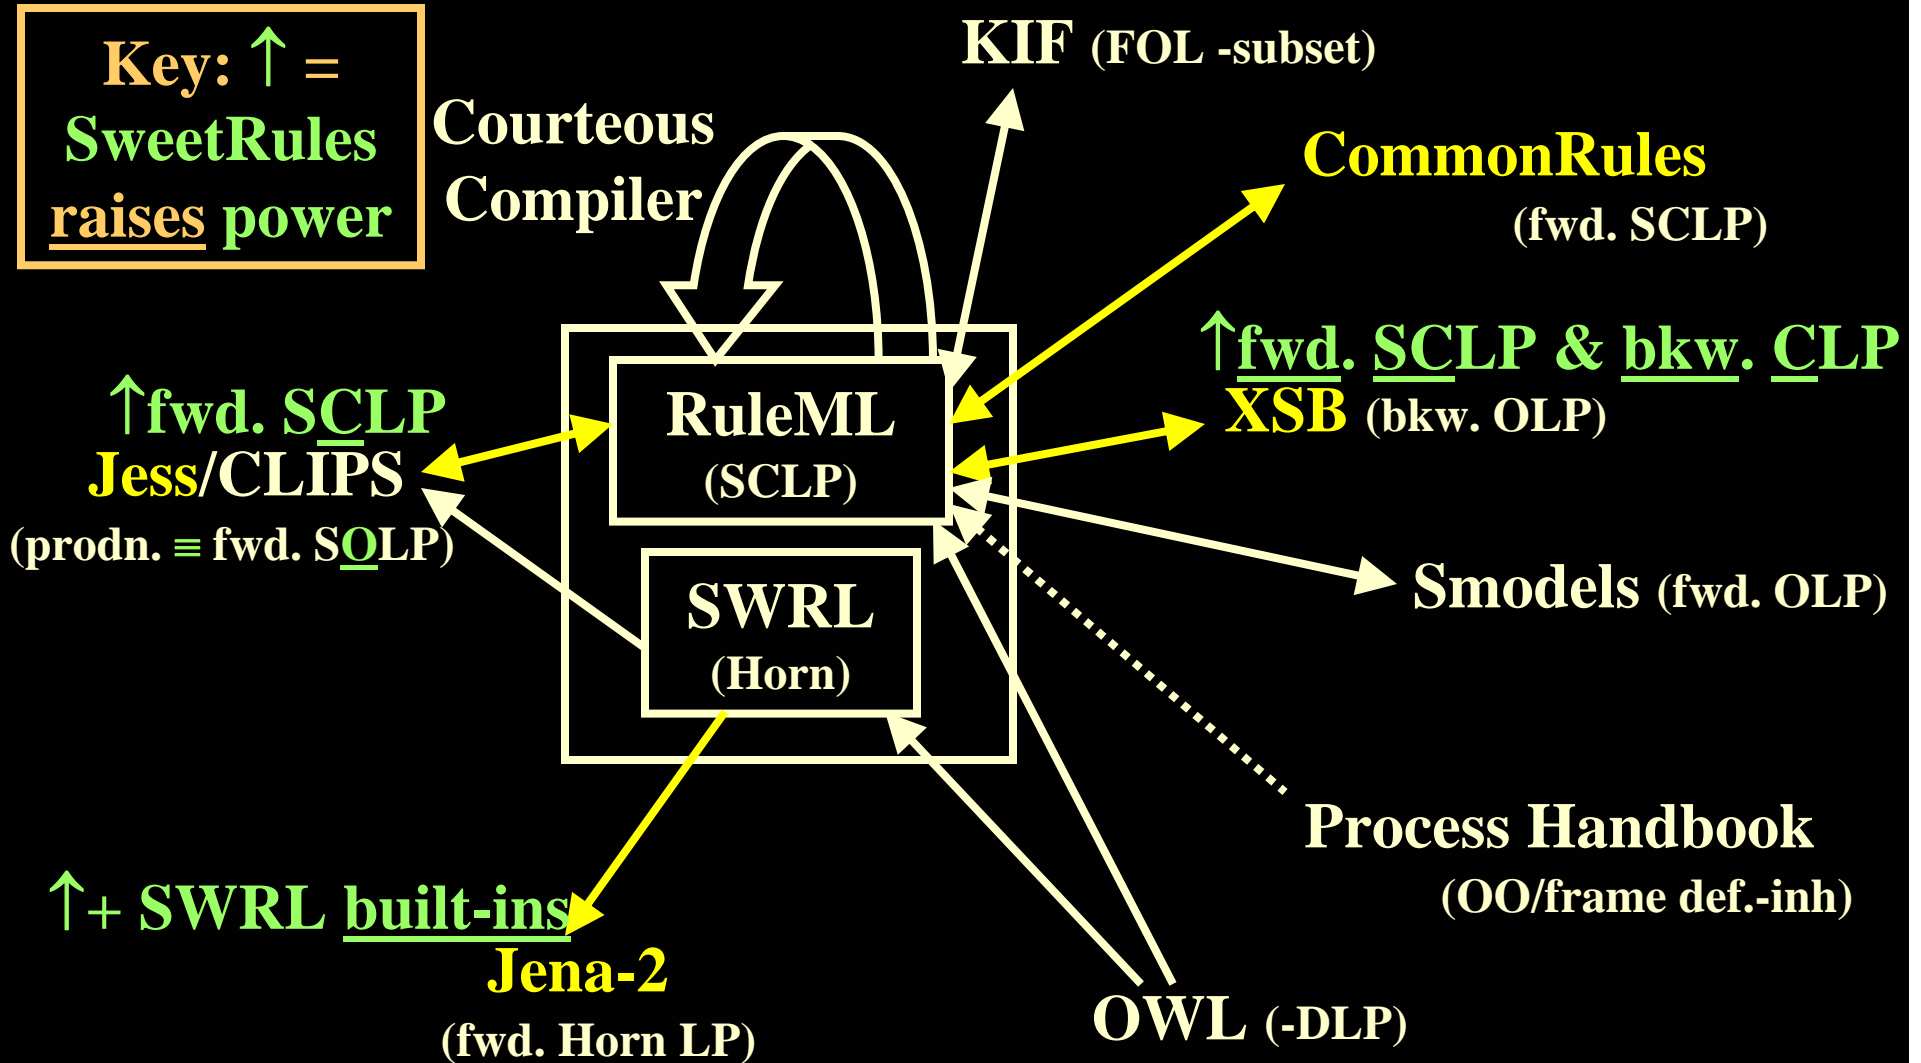 Key: ↑ =
SweetRules
raises power
Courteous
Compiler
KIF (FOL -subset)
CommonRules
(fwd. SCLP)
↑fwd. SCLP & bkw. CLP
XSB (bkw. OLP)
↑fwd. SCLP
Jess/CLIPS
(prodn. ≡ fwd. SOLP)
RuleML
(SCLP)
SWRL
(Horn)
Smodels (fwd. OLP)
Process Handbook
(OO/frame def.-inh)
↑+ SWRL built-ins
Jena-2
(fwd. Horn LP)
OWL (-DLP)